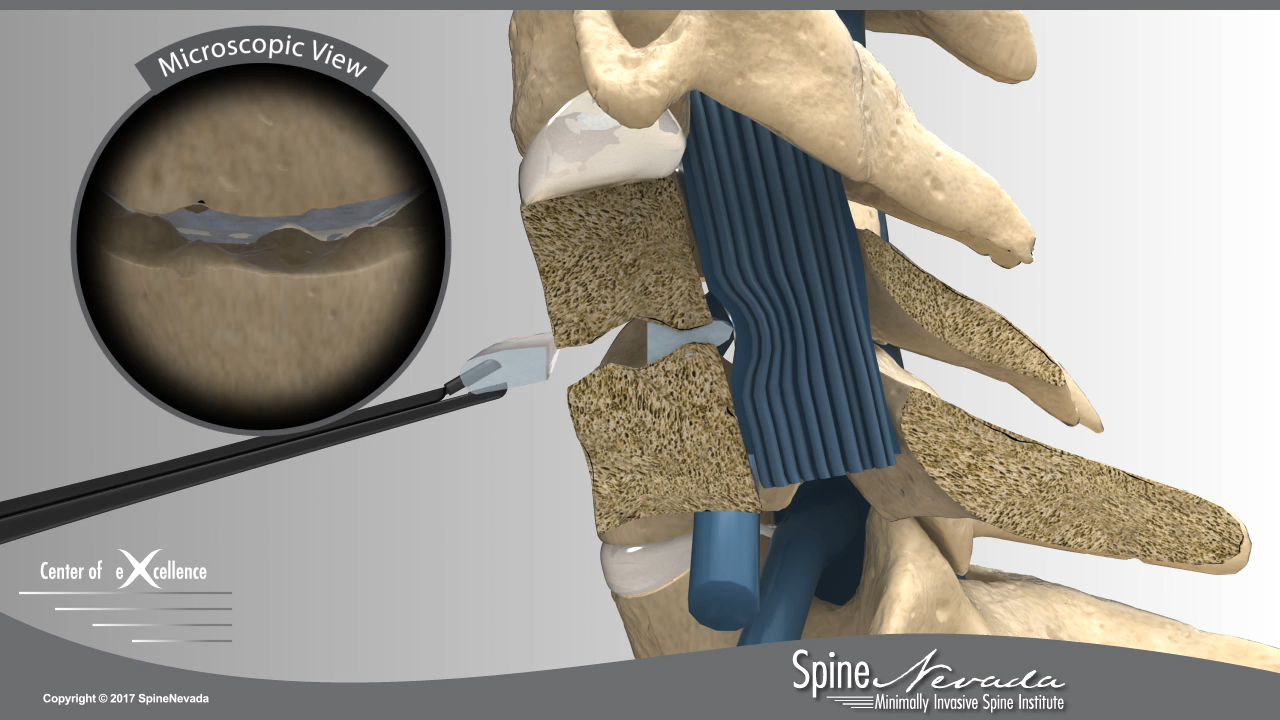 Microscopic View
Center of eXcellence
Copyright © 2017 SpineNevada
Spine Nevada
Minimally Invasive Spine Institute